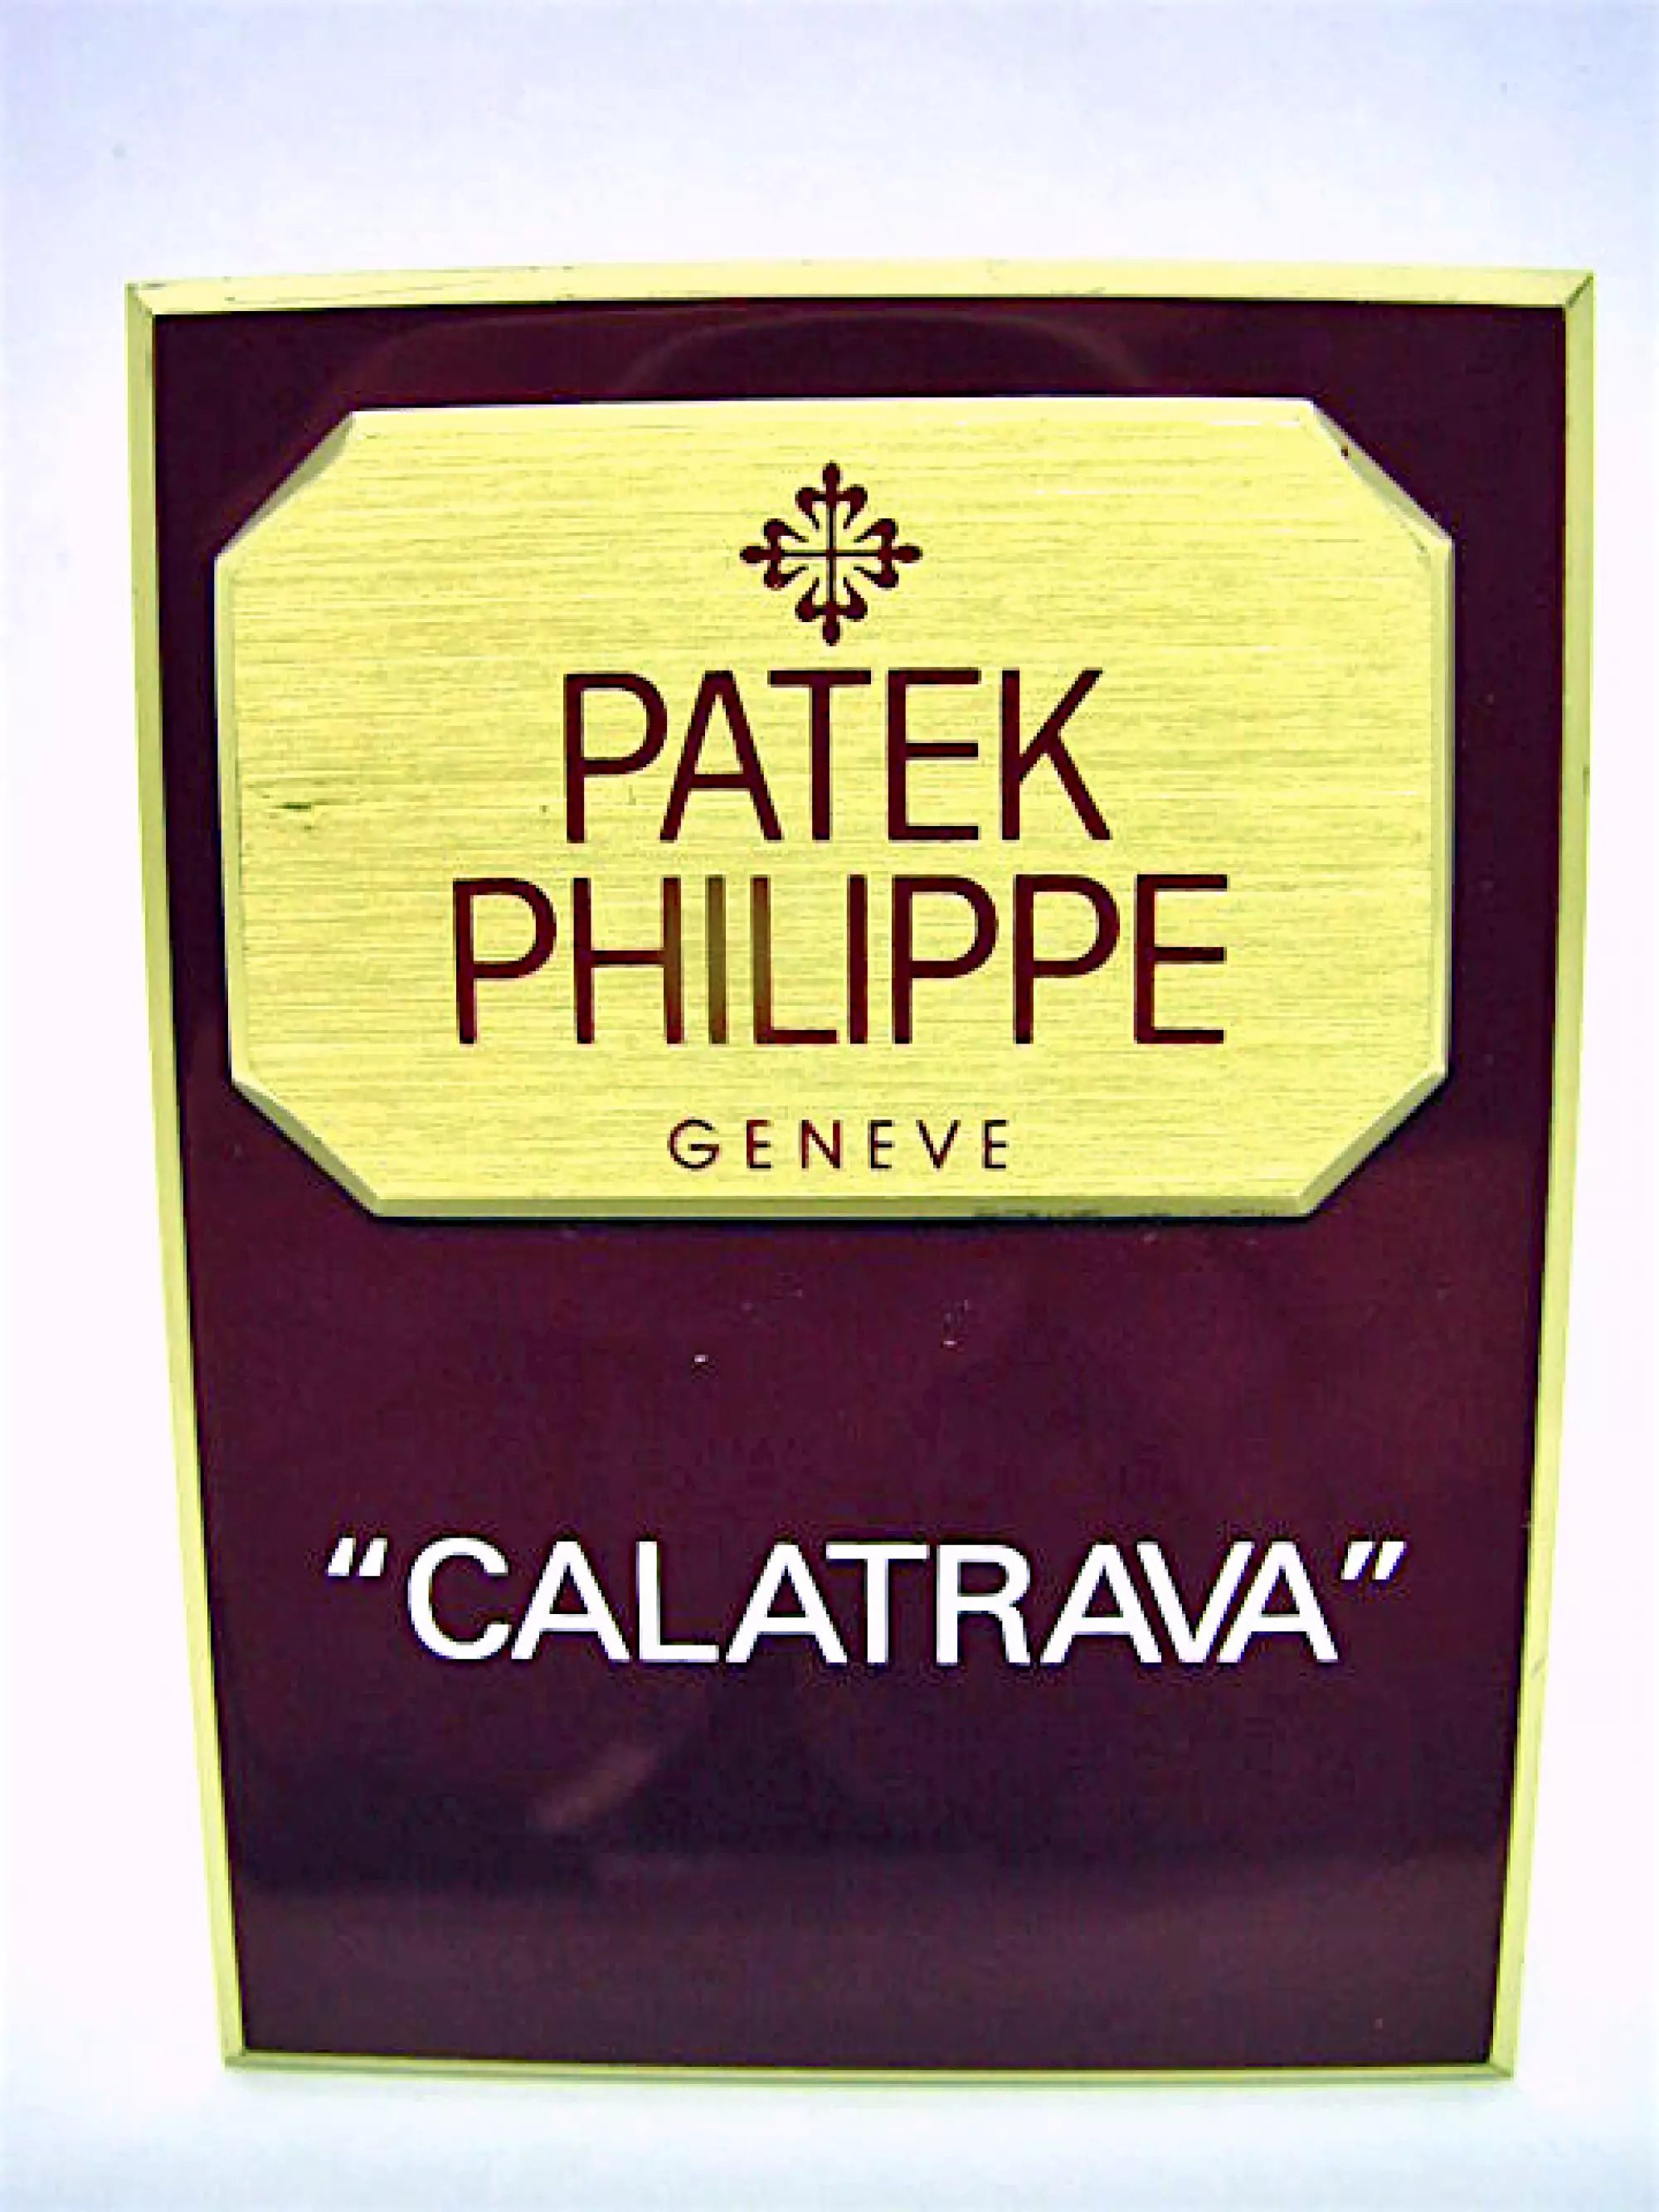 PATEK
PHILIPPE
GENEVE
“CALATRAVA”